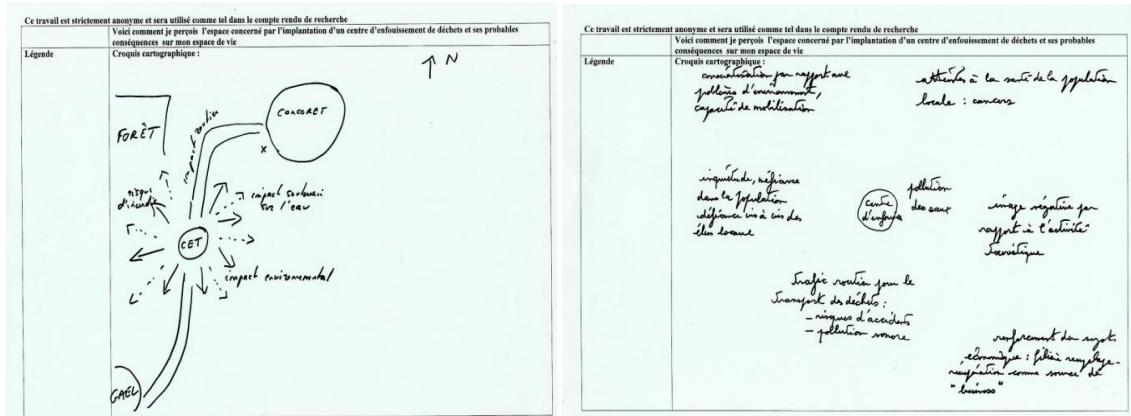 Ce travail est strictement anonyme et sera utilisé comme tel dans le compte rendu de recherche
Voici comment je perçois l'espace concerné par l'implantation d'un centre d'enfouissement de déchets et ses probables
conséquences sur mon espace de vie
Légende
Croquis cartographique :
N
CONCORET
FORÊT
impact routier
x
risque
d'incendie
impact souterrain
sur l'eau
CET
impact environnemental
GAEL
Ce travail est strictement anonyme et sera utilisé comme tel dans le compte rendu de recherche
Voici comment je perçois l'espace concerné par l'implantation d'un centre d'enfouissement de déchets et ses probables
conséquences sur mon espace de vie
Légende
Croquis cartographique :
conscientisation par rapport aux
problèmes d'environnement,
capacité de mobilisation
atteintes à la santé de la population
locale : cancers
inquiétude, méfiance
dans la population
défiance vis à vis des
élus locaux
centre
d'enfouis
pollution
des eaux
image négative par
rapport à l'activité
touristique
trafic routier pour le
transport des déchets :
- risques d'accidents
- pollution sonore
renforcement du syst.
économique : filière recyclage-
récupération comme source de
"business"